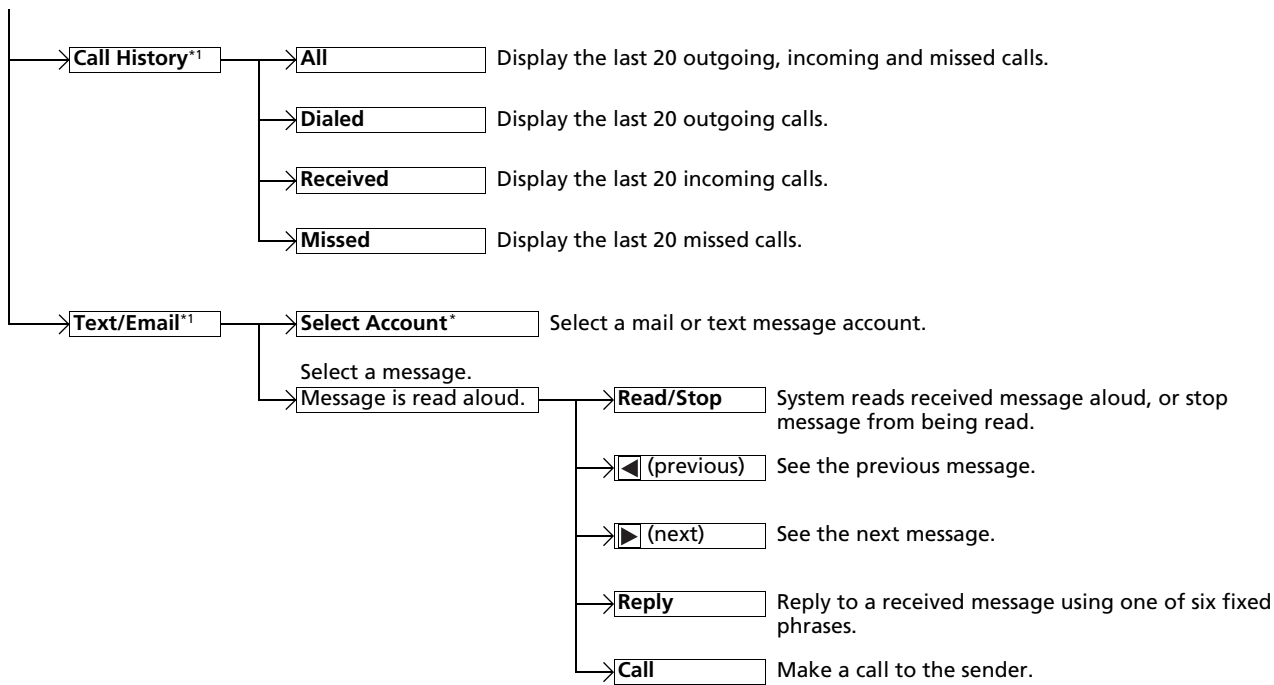 Call History*1
All
Display the last 20 outgoing, incoming and missed calls.
Dialed
Display the last 20 outgoing calls.
Received
Display the last 20 incoming calls.
Missed
Display the last 20 missed calls.
Text/Email*1
Select Account*
Select a mail or text message account.
Select a message.
Message is read aloud.
Read/Stop
System reads received message aloud, or stop
message from being read.
◀ (previous)
See the previous message.
▶ (next)
See the next message.
Reply
Reply to a received message using one of six fixed
phrases.
Call
Make a call to the sender.